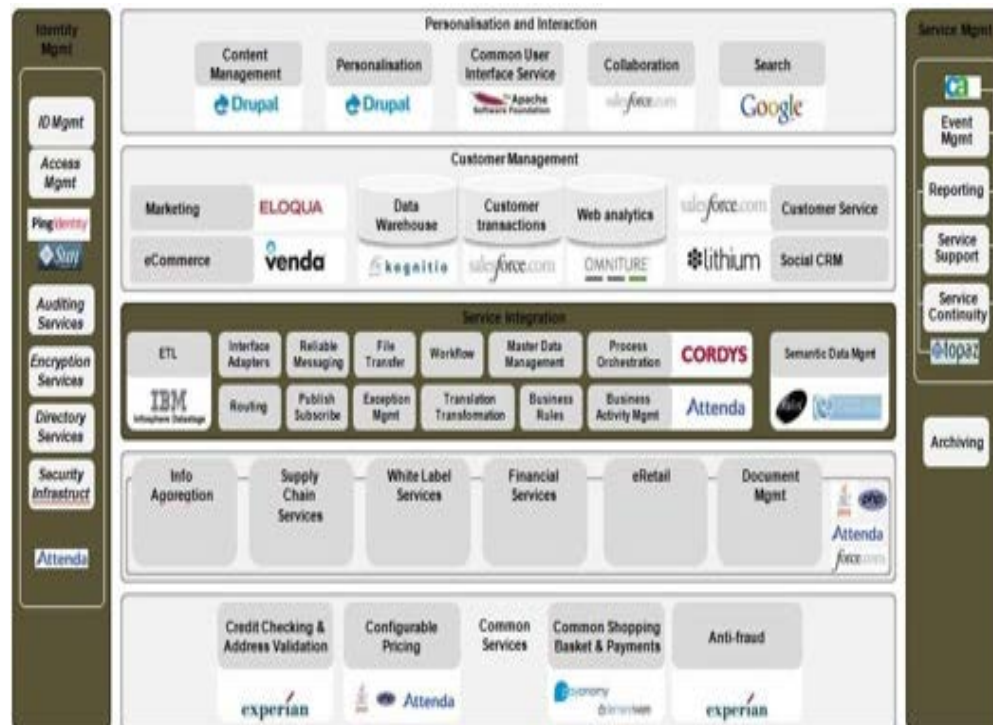 Identity
Mgmt
ID Mgmt
Access
Mgmt
PingIdentity
Sun
Auditing
Services
Encryption
Services
Directory
Services
Security
Infrastruct
Attenda
Personalisation and Interaction
Content
Management
Drupal
Personalisation
Drupal
Common User
Interface Service
The Apache
Software Foundation
Collaboration
salesforce.com
Search
Google
Customer Management
Marketing
ELOQUA
eCommerce
venda
Data
Warehouse
kognitio
Customer
transactions
salesforce.com
Web analytics
OMNITURE
salesforce.com
Customer Service
lithium
Social CRM
Service Integration
ETL
IBM
Infosphere Datastage
Interface
Adapters
Reliable
Messaging
File
Transfer
Workflow
Master Data
Management
Process
Orchestration
CORDYS
Routing
Publish
Subscribe
Exception
Mgmt
Translation
Transformation
Business
Rules
Business
Activity Mgmt
Attenda
Semantic Data Mgmt
Info
Aporegtion
Supply
Chain
Services
White Label
Services
Financial
Services
eRetail
Document
Mgmt
php
Attenda
force.com
Credit Checking &
Address Validation
experian
Configurable
Pricing
php
Attenda
Common
Services
Common Shopping
Basket & Payments
Anti-fraud
experian
Service Mgmt
ca
Event
Mgmt
Reporting
Service
Support
Service
Continuity
topaz
Archiving